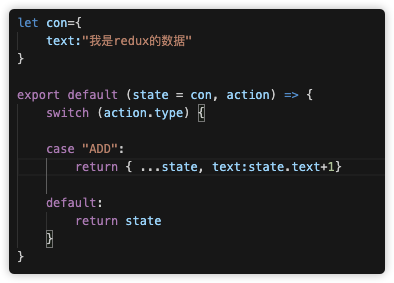 let con={
text:"我是redux的数据"
}
export default (state = con, action) => {
switch (action.type) {
case "ADD":
return { ...state, text:state.text+1}
default:
return state
}
}